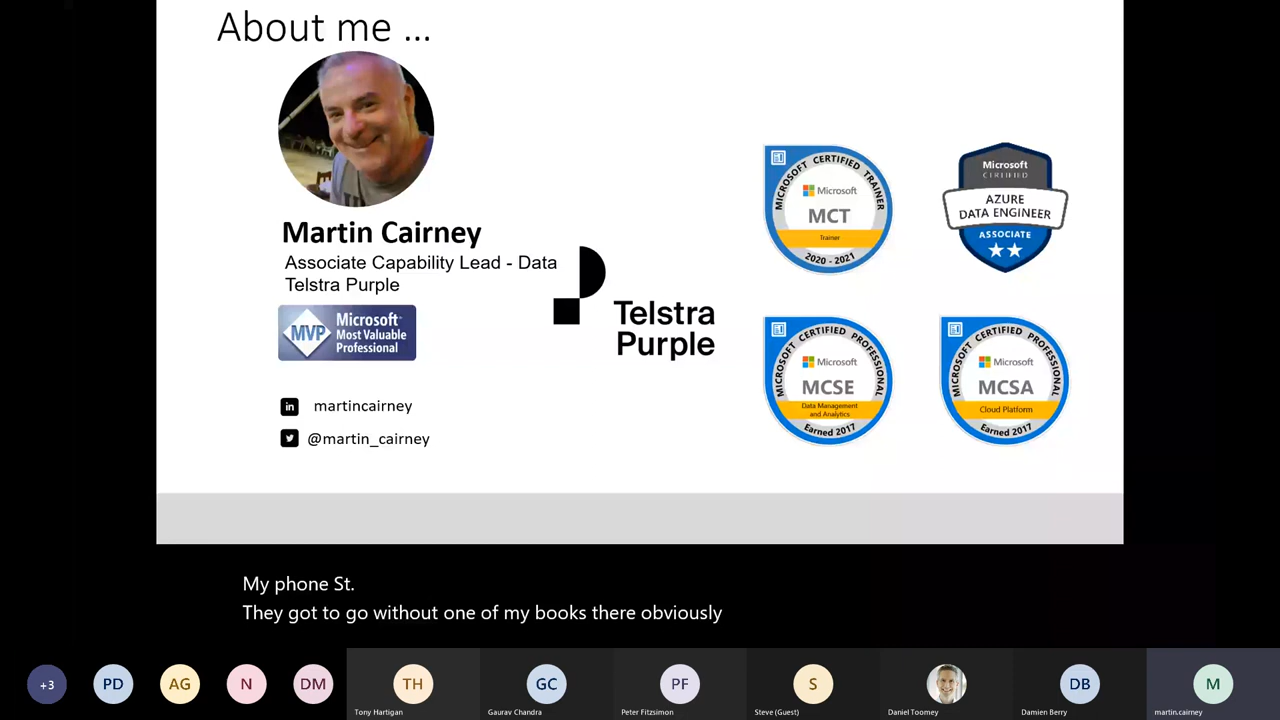 About me ...
Martin Cairney
Associate Capability Lead - Data
Telstra Purple
MVP
Microsoft
Most Valuable
Professional
in
martincairney
@martin_cairney
Telstra
Purple
MICROSOFT CERTIFIED TRAINER
Microsoft
MCT
Trainer
2020 - 2021
Microsoft
CERTIFIED
AZURE
DATA ENGINEER
ASSOCIATE
MICROSOFT CERTIFIED PROFESSIONAL
Microsoft
MCSE
Data Management
and Analytics
Earned 2017
MICROSOFT CERTIFIED PROFESSIONAL
Microsoft
MCSA
Cloud Platform
Earned 2017
My phone St.
They got to go without one of my books there obviously
+3
PD
AG
N
DM
TH
Tony Hartigan
GC
Gaurav Chandra
PF
Peter Fitzsimon
S
Steve (Guest)
Daniel Toomey
DB
Damien Berry
M
martin.cairney